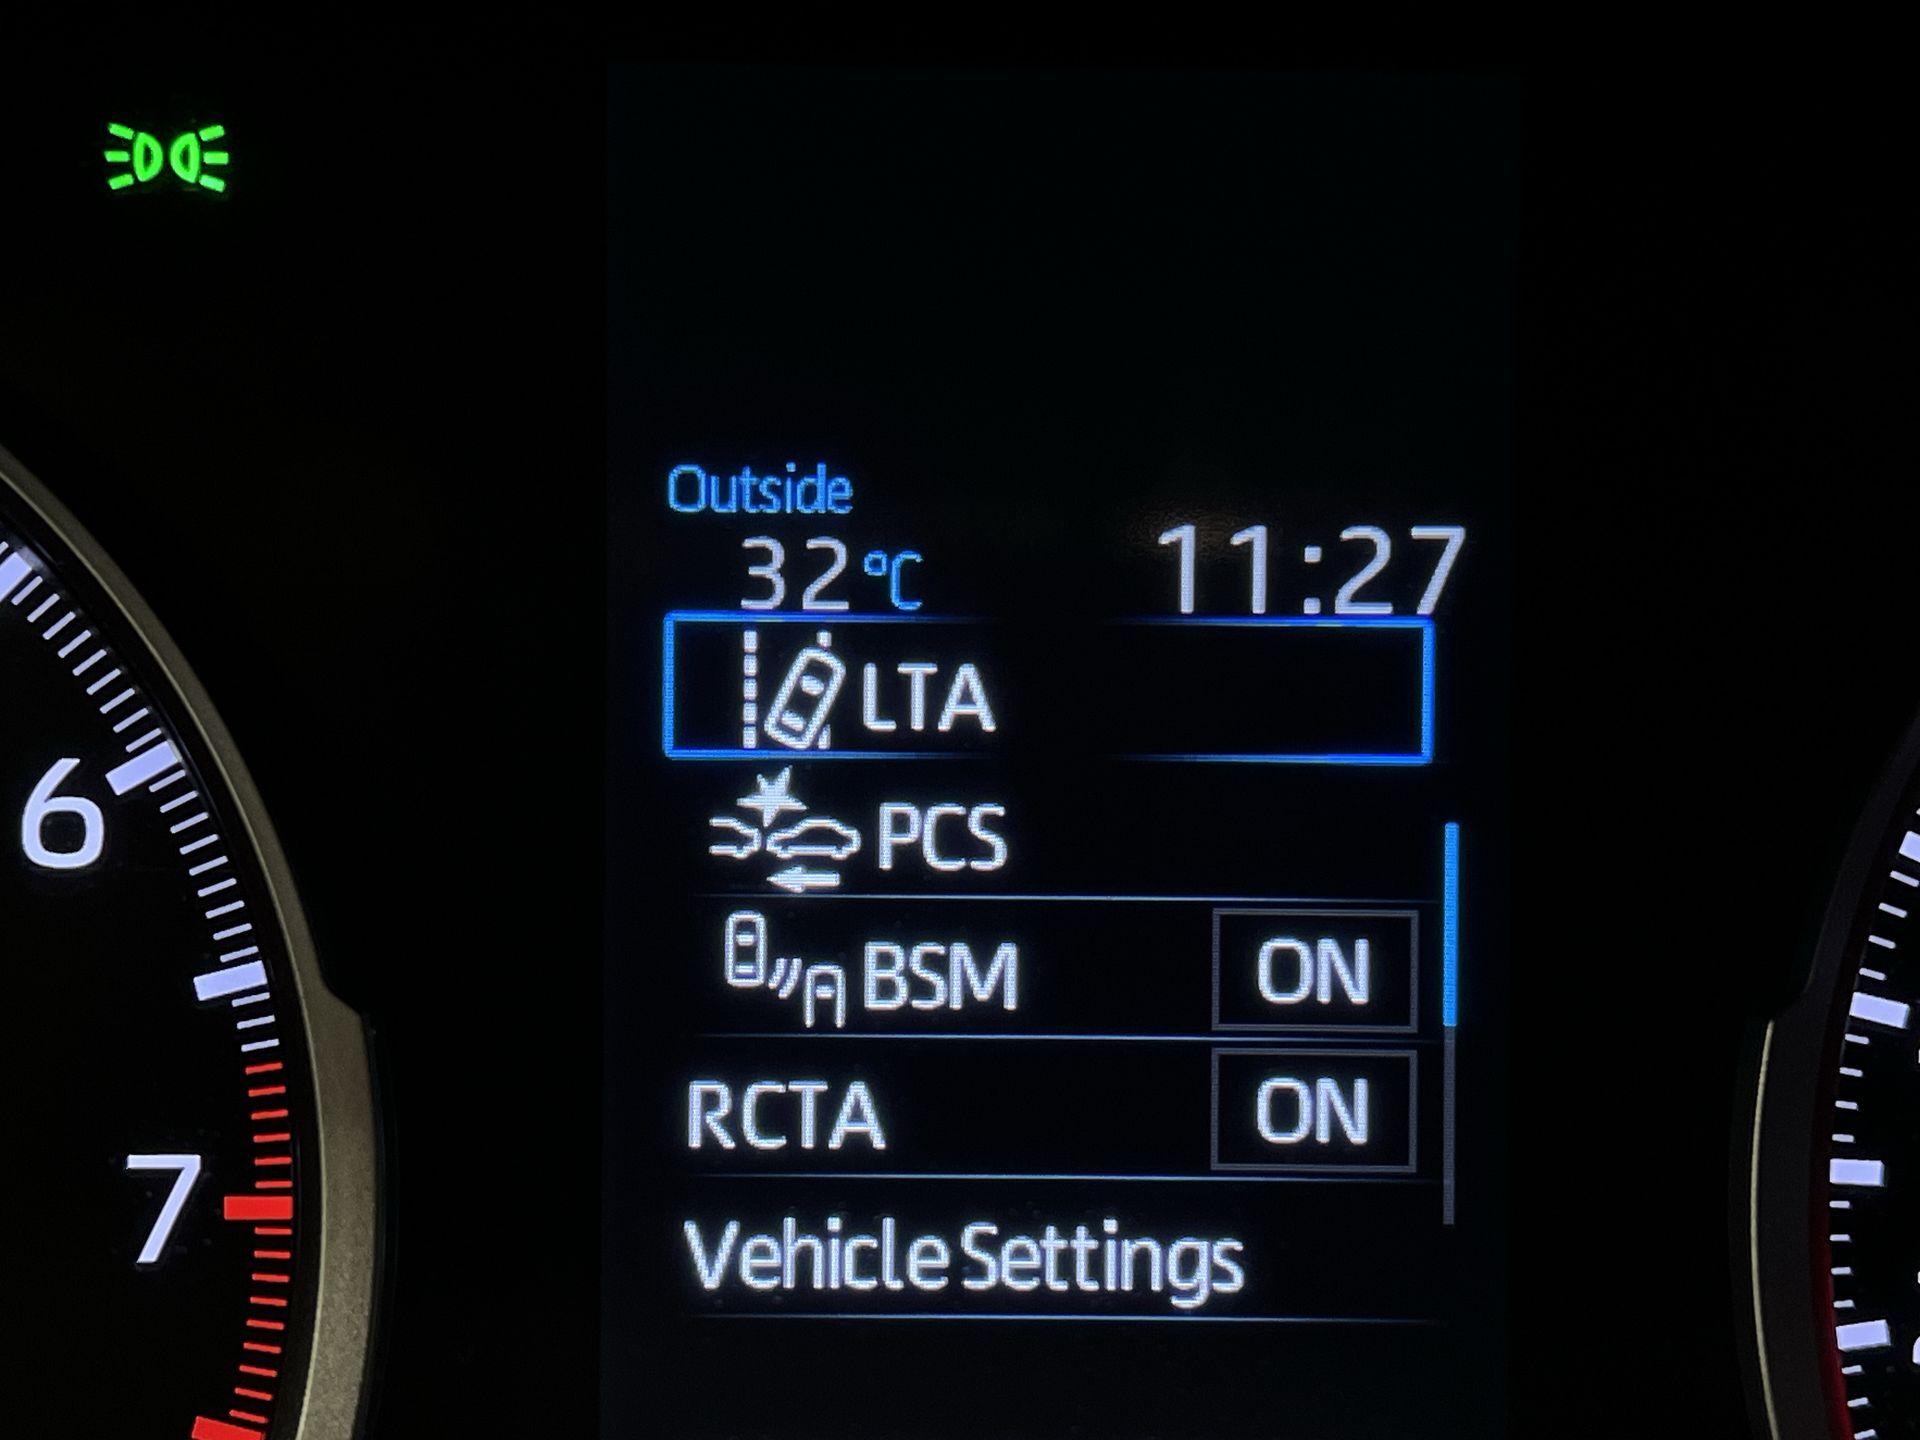 Outside
32 °C 11:27
LTA
PCS
BSM ON
RCTA ON
Vehicle Settings
6
7